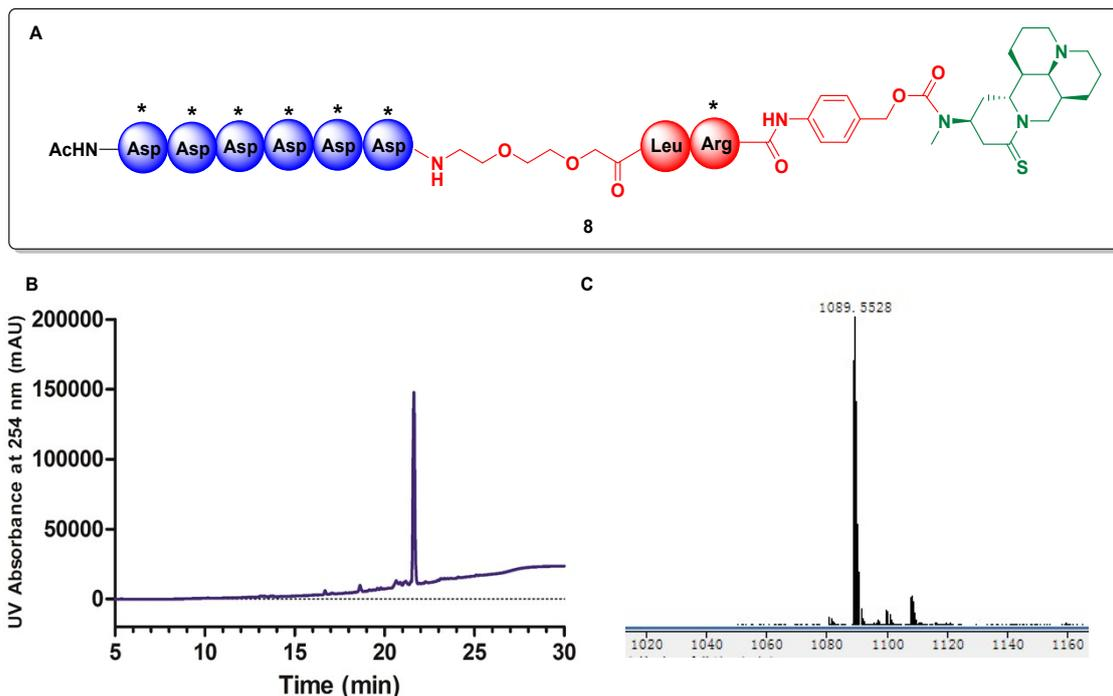 A
* * * * * * *
AcHN Asp Asp Asp Asp Asp Asp N H O O O Leu Arg HN O O O N N N S
8
B
UV Absorbance at 254 nm (mAU)
200000
150000
100000
50000
0
5 10 15 20 25 30
Time (min)
C
1089.5528
1020 1040 1060 1080 1100 1120 1140 1160